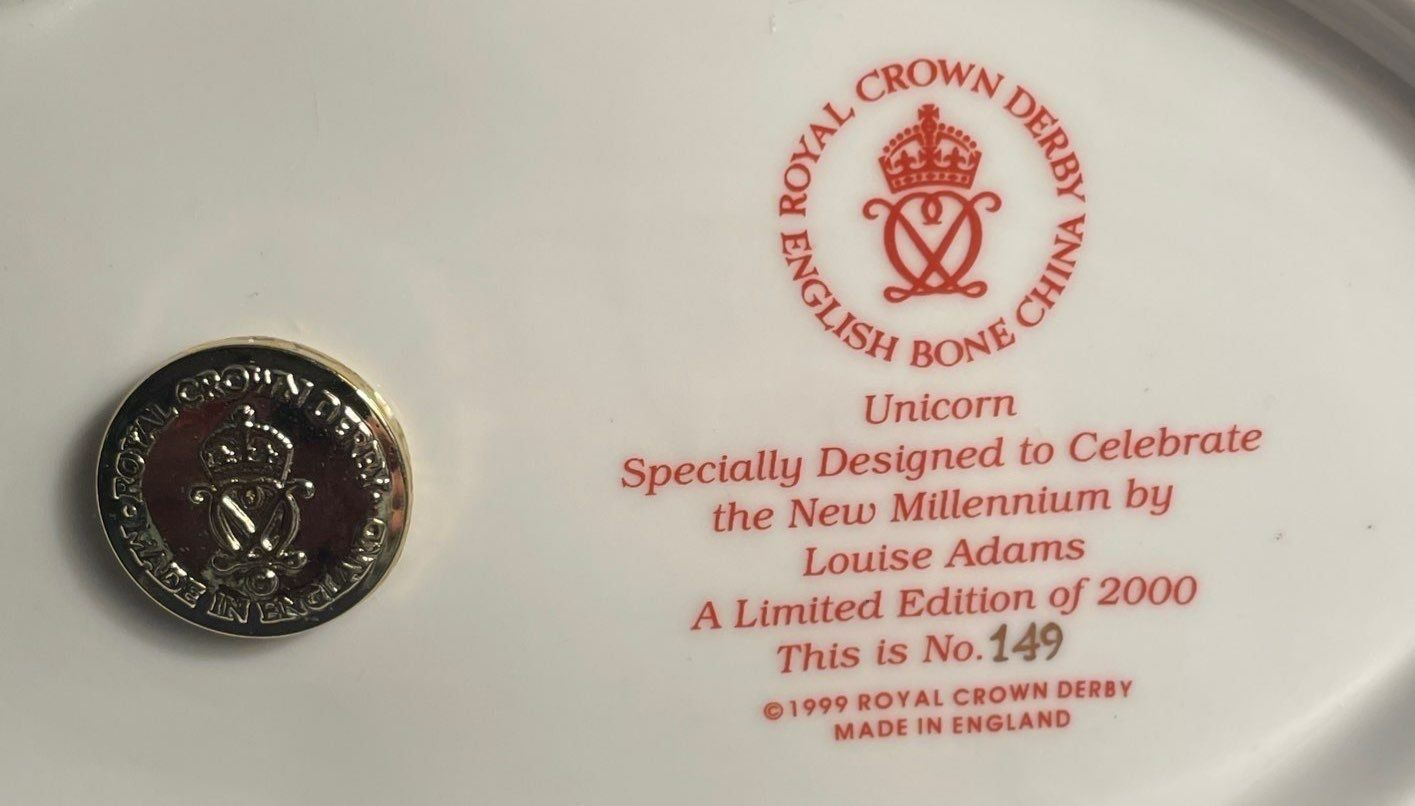 ROYAL CROWN DERBY
ENGLISH BONE CHINA
Unicorn
Specially Designed to Celebrate
the New Millennium by
Louise Adams
A Limited Edition of 2000
This is No. 149
©1999 ROYAL CROWN DERBY
MADE IN ENGLAND
ROYAL CROWN DERBY
MADE IN ENGLAND